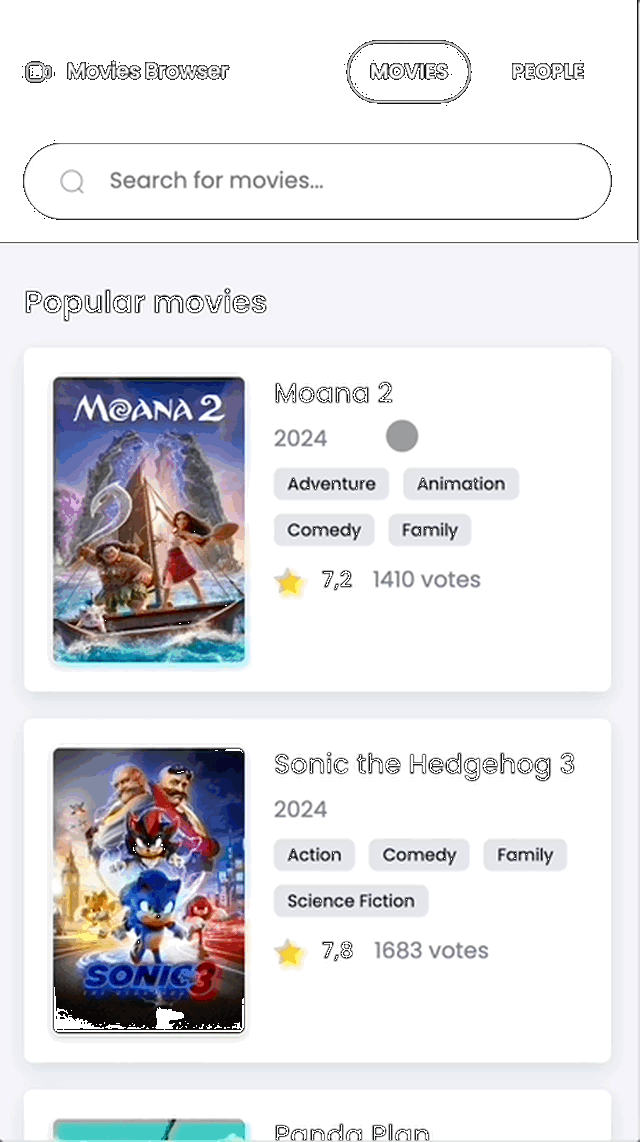 Movies Browser
MOVIES
PEOPLE
Search for movies...
Popular movies
MOANA 2
Moana 2
2024
Adventure
Animation
Comedy
Family
7,2
1410 votes
SONIC 3
Sonic the Hedgehog 3
2024
Action
Comedy
Family
Science Fiction
7,8
1683 votes
Panda Plan